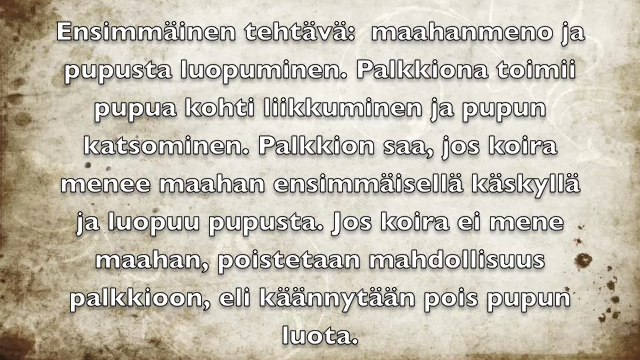 Ensimmäinen tehtävä:  maahanmeno ja
pupusta luopuminen. Palkkiona toimii
pupua kohti liikkuminen ja pupun
katsominen. Palkkion saa, jos koira
menee maahan ensimmäisellä käskyllä
ja luopuu pupusta. Jos koira ei mene
maahan, poistetaan mahdollisuus
palkkioon, eli käännytään pois pupun
luota.